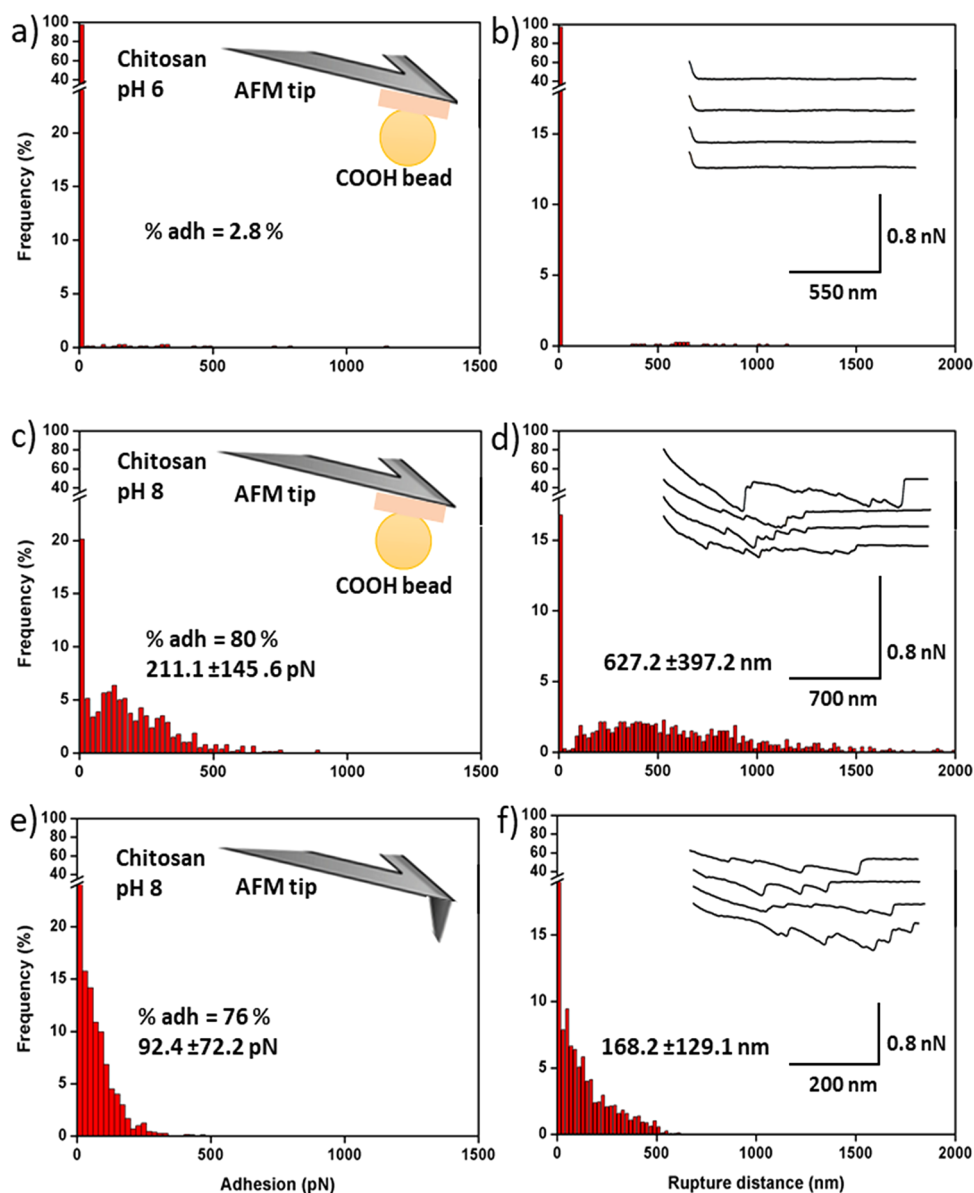 a)
Frequency (%)
100
80
60
40
20
15
10
5
0
Chitosan
pH 6
AFM tip
COOH bead
% adh = 2.8 %
0
500
1000
1500
b)
100
80
60
40
15
10
5
0
0.8 nN
550 nm
0
500
1000
1500
2000
c)
Frequency (%)
100
80
60
40
20
15
10
5
0
Chitosan
pH 8
AFM tip
COOH bead
% adh = 80 %
211.1 ±145.6 pN
0
500
1000
1500
d)
100
80
60
40
15
10
5
0
627.2 ±397.2 nm
0.8 nN
700 nm
0
500
1000
1500
2000
e)
Frequency (%)
100
80
60
40
20
15
10
5
0
Chitosan
pH 8
AFM tip
% adh = 76 %
92.4 ±72.2 pN
0
500
1000
1500
Adhesion (pN)
f)
100
80
60
40
15
10
5
0
168.2 ±129.1 nm
0.8 nN
200 nm
0
500
1000
1500
2000
Rupture distance (nm)